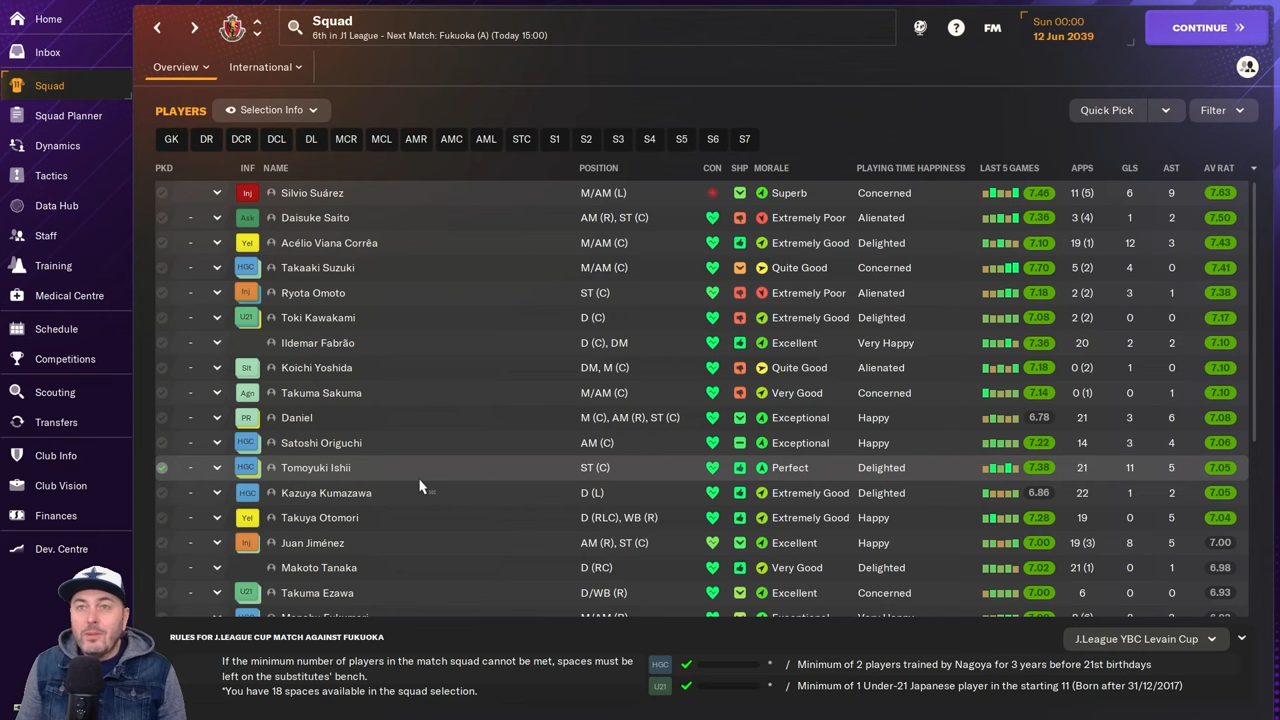 Home
Squad
6th in J1 League - Next Match: Fukuoka (A) (Today 15:00)
FM
Sun 00:00
12 Jun 2039
CONTINUE
Inbox
Squad
Squad Planner
Dynamics
Tactics
Data Hub
Staff
Training
Medical Centre
Schedule
Competitions
Scouting
Transfers
Club Info
Club Vision
Finances
Dev. Centre
Overview International
PLAYERS Selection Info Quick Pick Filter
GK DR DCR DCL DL MCR MCL AMR AMC AML STC S1 S2 S3 S4 S5 S6 S7
PKD INF NAME POSITION CON SHP MORALE PLAYING TIME HAPPINESS LAST 5 GAMES APPS GLS AST AV RAT
- Inj Silvio Suárez M/AM (L) Superb Concerned 7.46 11 (5) 6 9 7.63
- Ask Daisuke Saito AM (R), ST (C) Extremely Poor Alienated 7.36 3 (4) 1 2 7.50
- Yel Acélio Viana Corrêa M/AM (C) Extremely Good Delighted 7.10 19 (1) 12 3 7.43
- HGC Takaaki Suzuki M/AM (C) Quite Good Concerned 7.70 5 (2) 4 0 7.41
- Inj Ryota Omoto ST (C) Extremely Poor Alienated 7.18 2 (2) 3 1 7.38
- U21 Toki Kawakami D (C) Extremely Good Delighted 7.08 2 (2) 0 0 7.17
- Ildemar Fabrão D (C), DM Excellent Very Happy 7.36 20 2 2 7.10
- Slt Koichi Yoshida DM, M (C) Quite Good Alienated 7.18 0 (2) 1 0 7.10
- Agn Takuma Sakuma M/AM (C) Very Good Concerned 7.14 0 (1) 0 1 7.10
- PR Daniel M (C), AM (R), ST (C) Exceptional Happy 6.78 21 3 6 7.08
- HGC Satoshi Origuchi AM (C) Exceptional Happy 7.22 14 3 4 7.06
- HGC Tomoyuki Ishii ST (C) Perfect Delighted 7.38 21 11 5 7.05
- HGC Kazuya Kumazawa D (L) Extremely Good Delighted 6.86 22 1 2 7.05
- Yel Takuya Otomori D (RLC), WB (R) Extremely Good Happy 7.28 19 0 5 7.04
- Inj Juan Jiménez AM (R), ST (C) Excellent Happy 7.00 19 (3) 8 5 7.00
- Makoto Tanaka D (RC) Very Good Delighted 7.02 21 (1) 0 1 6.98
- U21 Takuma Ezawa D/WB (R) Excellent Concerned 7.00 6 0 0 6.93
RULES FOR J.LEAGUE CUP MATCH AGAINST FUKUOKA
J.League YBC Levain Cup
If the minimum number of players in the match squad cannot be met, spaces must be
left on the substitutes' bench.
*You have 18 spaces available in the squad selection.
HGC * / Minimum of 2 players trained by Nagoya for 3 years before 21st birthdays
U21 * / Minimum of 1 Under-21 Japanese player in the starting 11 (Born after 31/12/2017)